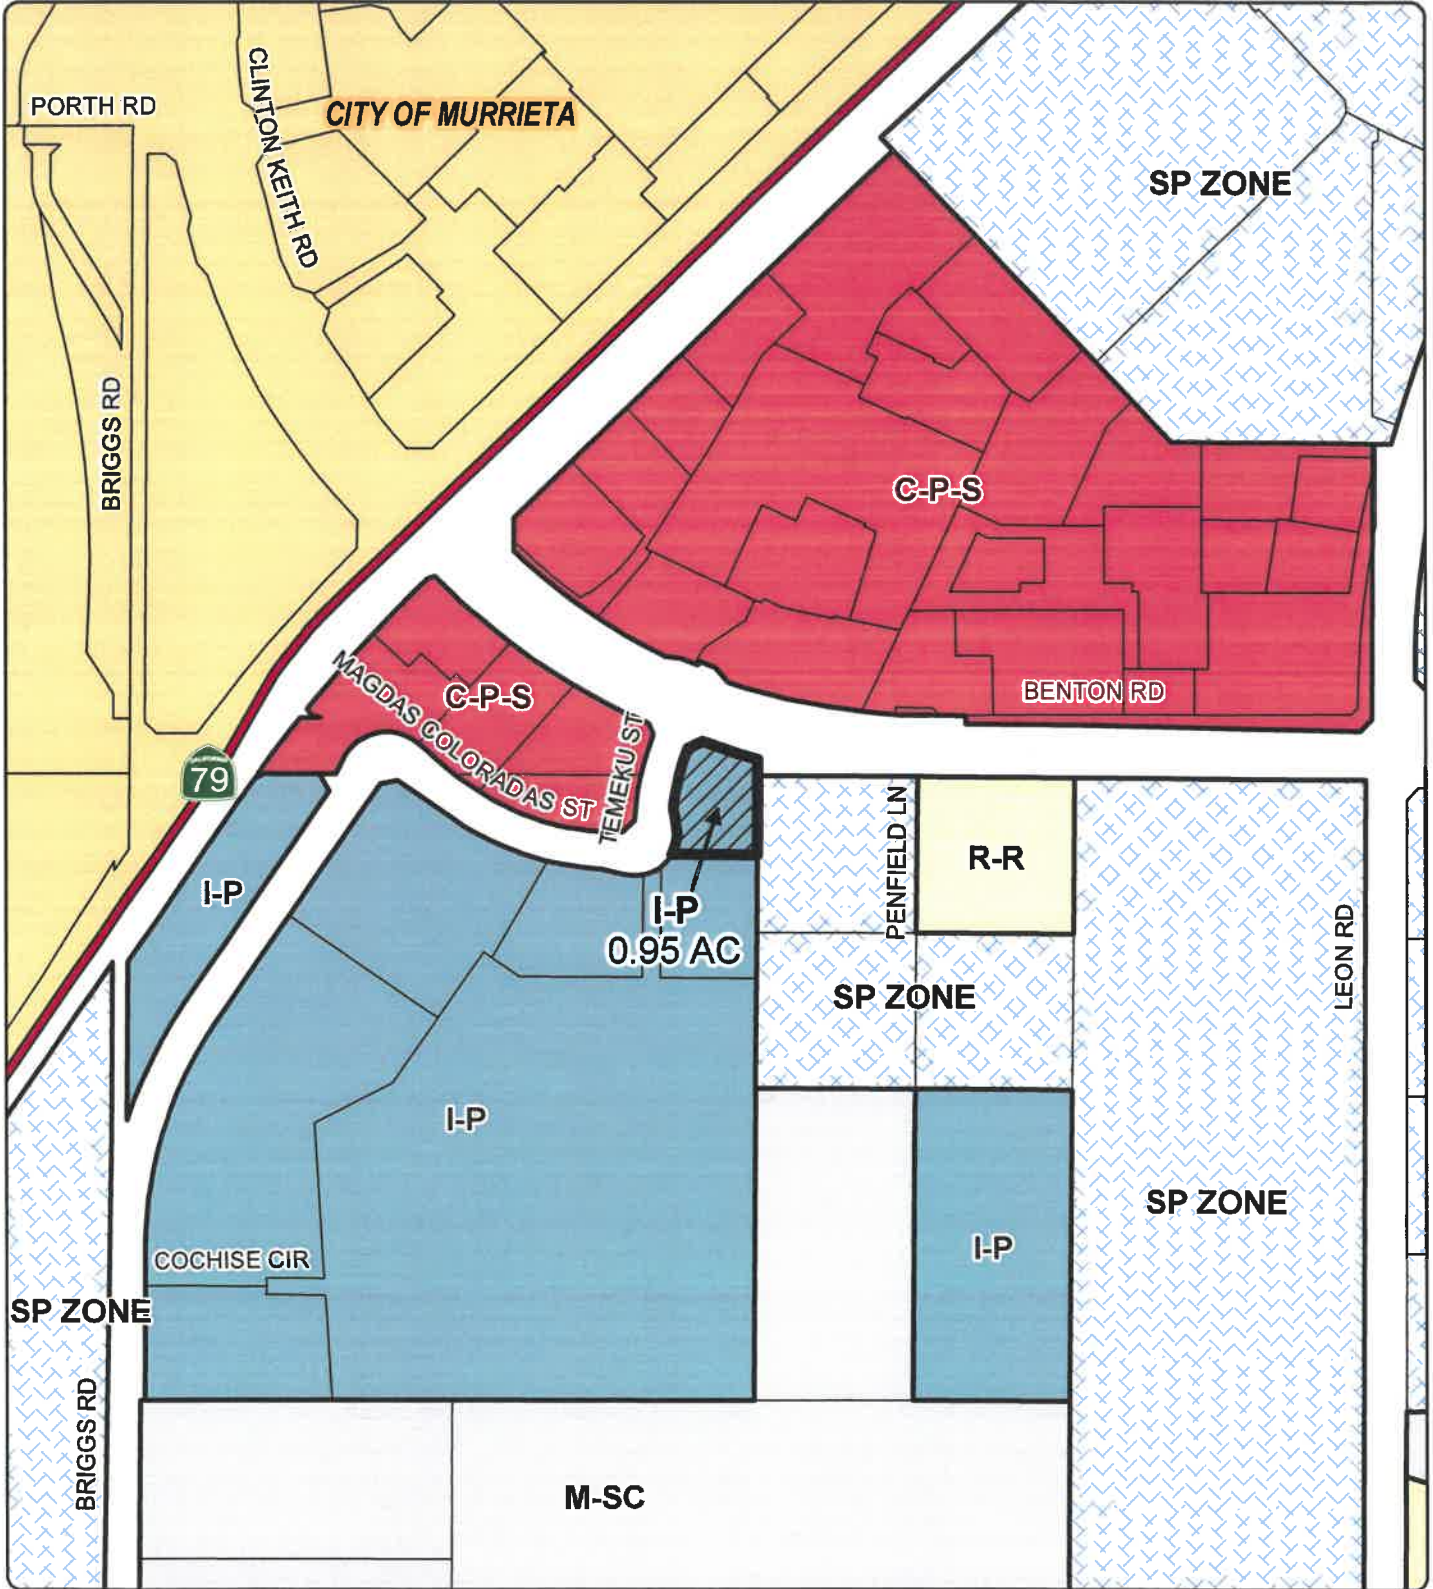 PORTH RD
CLINTON KEITH RD
CITY OF MURRIETA
SP ZONE
BRIGGS RD
C-P-S
MAGDAS COLORADAS ST
C-P-S
TEMEKU ST
BENTON RD
79
I-P
I-P
0.95 AC
PENFIELD LN
R-R
SP ZONE
LEON RD
I-P
SP ZONE
I-P
COCHISE CIR
SP ZONE
BRIGGS RD
M-SC